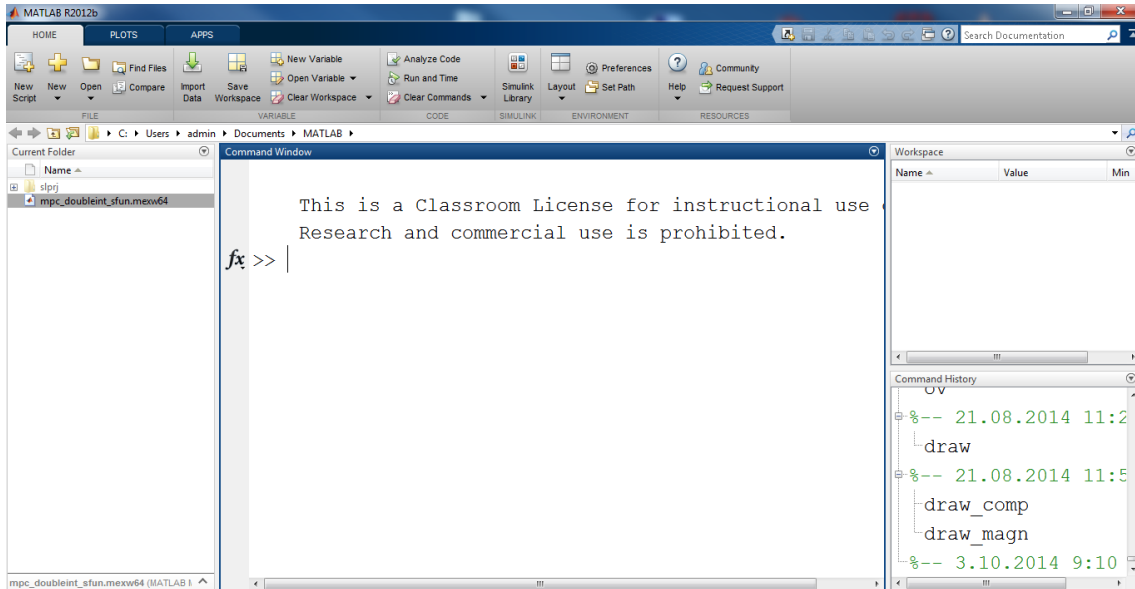 MATLAB R2012b
HOME PLOTS APPS
Search Documentation
New Script
New
Open
Find Files
Compare
Import Data
Save Workspace
New Variable
Open Variable
Clear Workspace
Analyze Code
Run and Time
Clear Commands
Simulink Library
Layout
Preferences
Set Path
Help
Community
Request Support
FILE VARIABLE CODE SIMULINK ENVIRONMENT RESOURCES
C: Users admin Documents MATLAB
Current Folder
Name
slprj
mpc_doubleint_sfun.mexw64
mpc_doubleint_sfun.mexw64 (MATLAB
Command Window
This is a Classroom License for instructional use
Research and commercial use is prohibited.
fx >>
Workspace
Name Value Min
Command History
ov
%-- 21.08.2014 11:2
draw
%-- 21.08.2014 11:5
draw_comp
draw_magn
%-- 3.10.2014 9:10